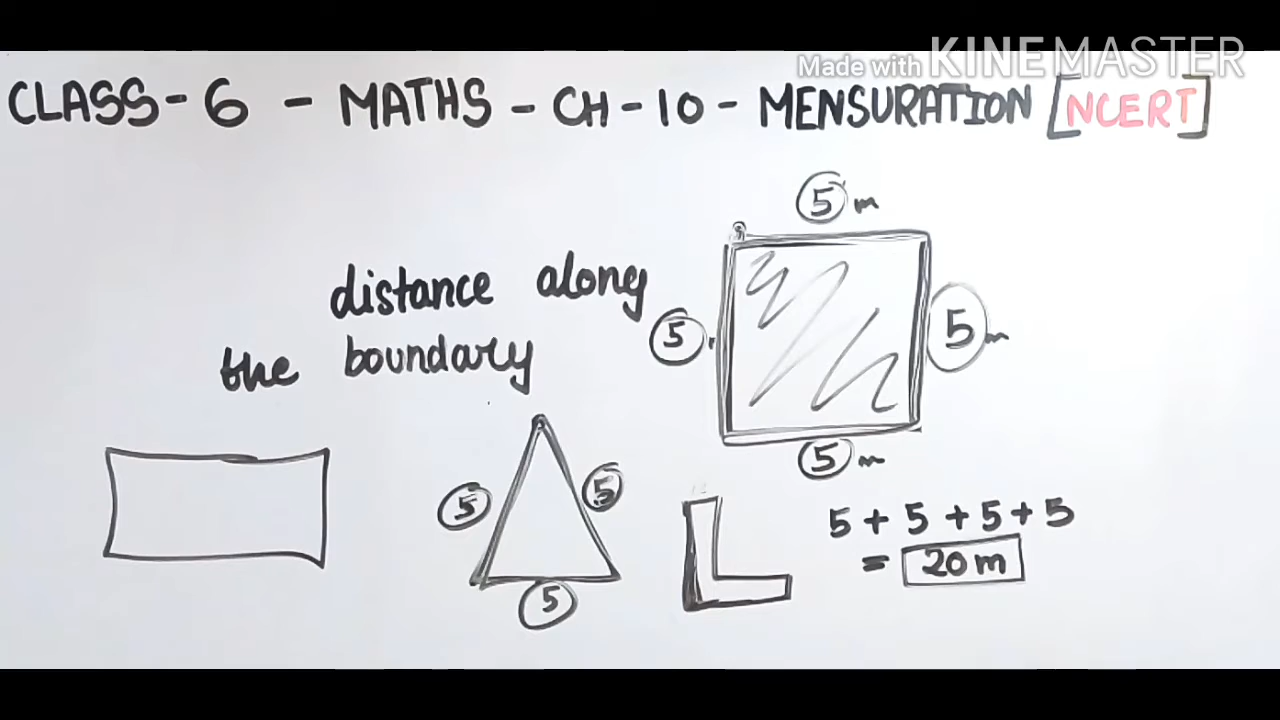 Made with KINEMASTER
CLASS-6 - MATHS - CH-10 - MENSURATION [NCERT]
5 m
distance along
the boundary
5
5 m
5 m
5
5
5
5 + 5 + 5 + 5
= 20 m